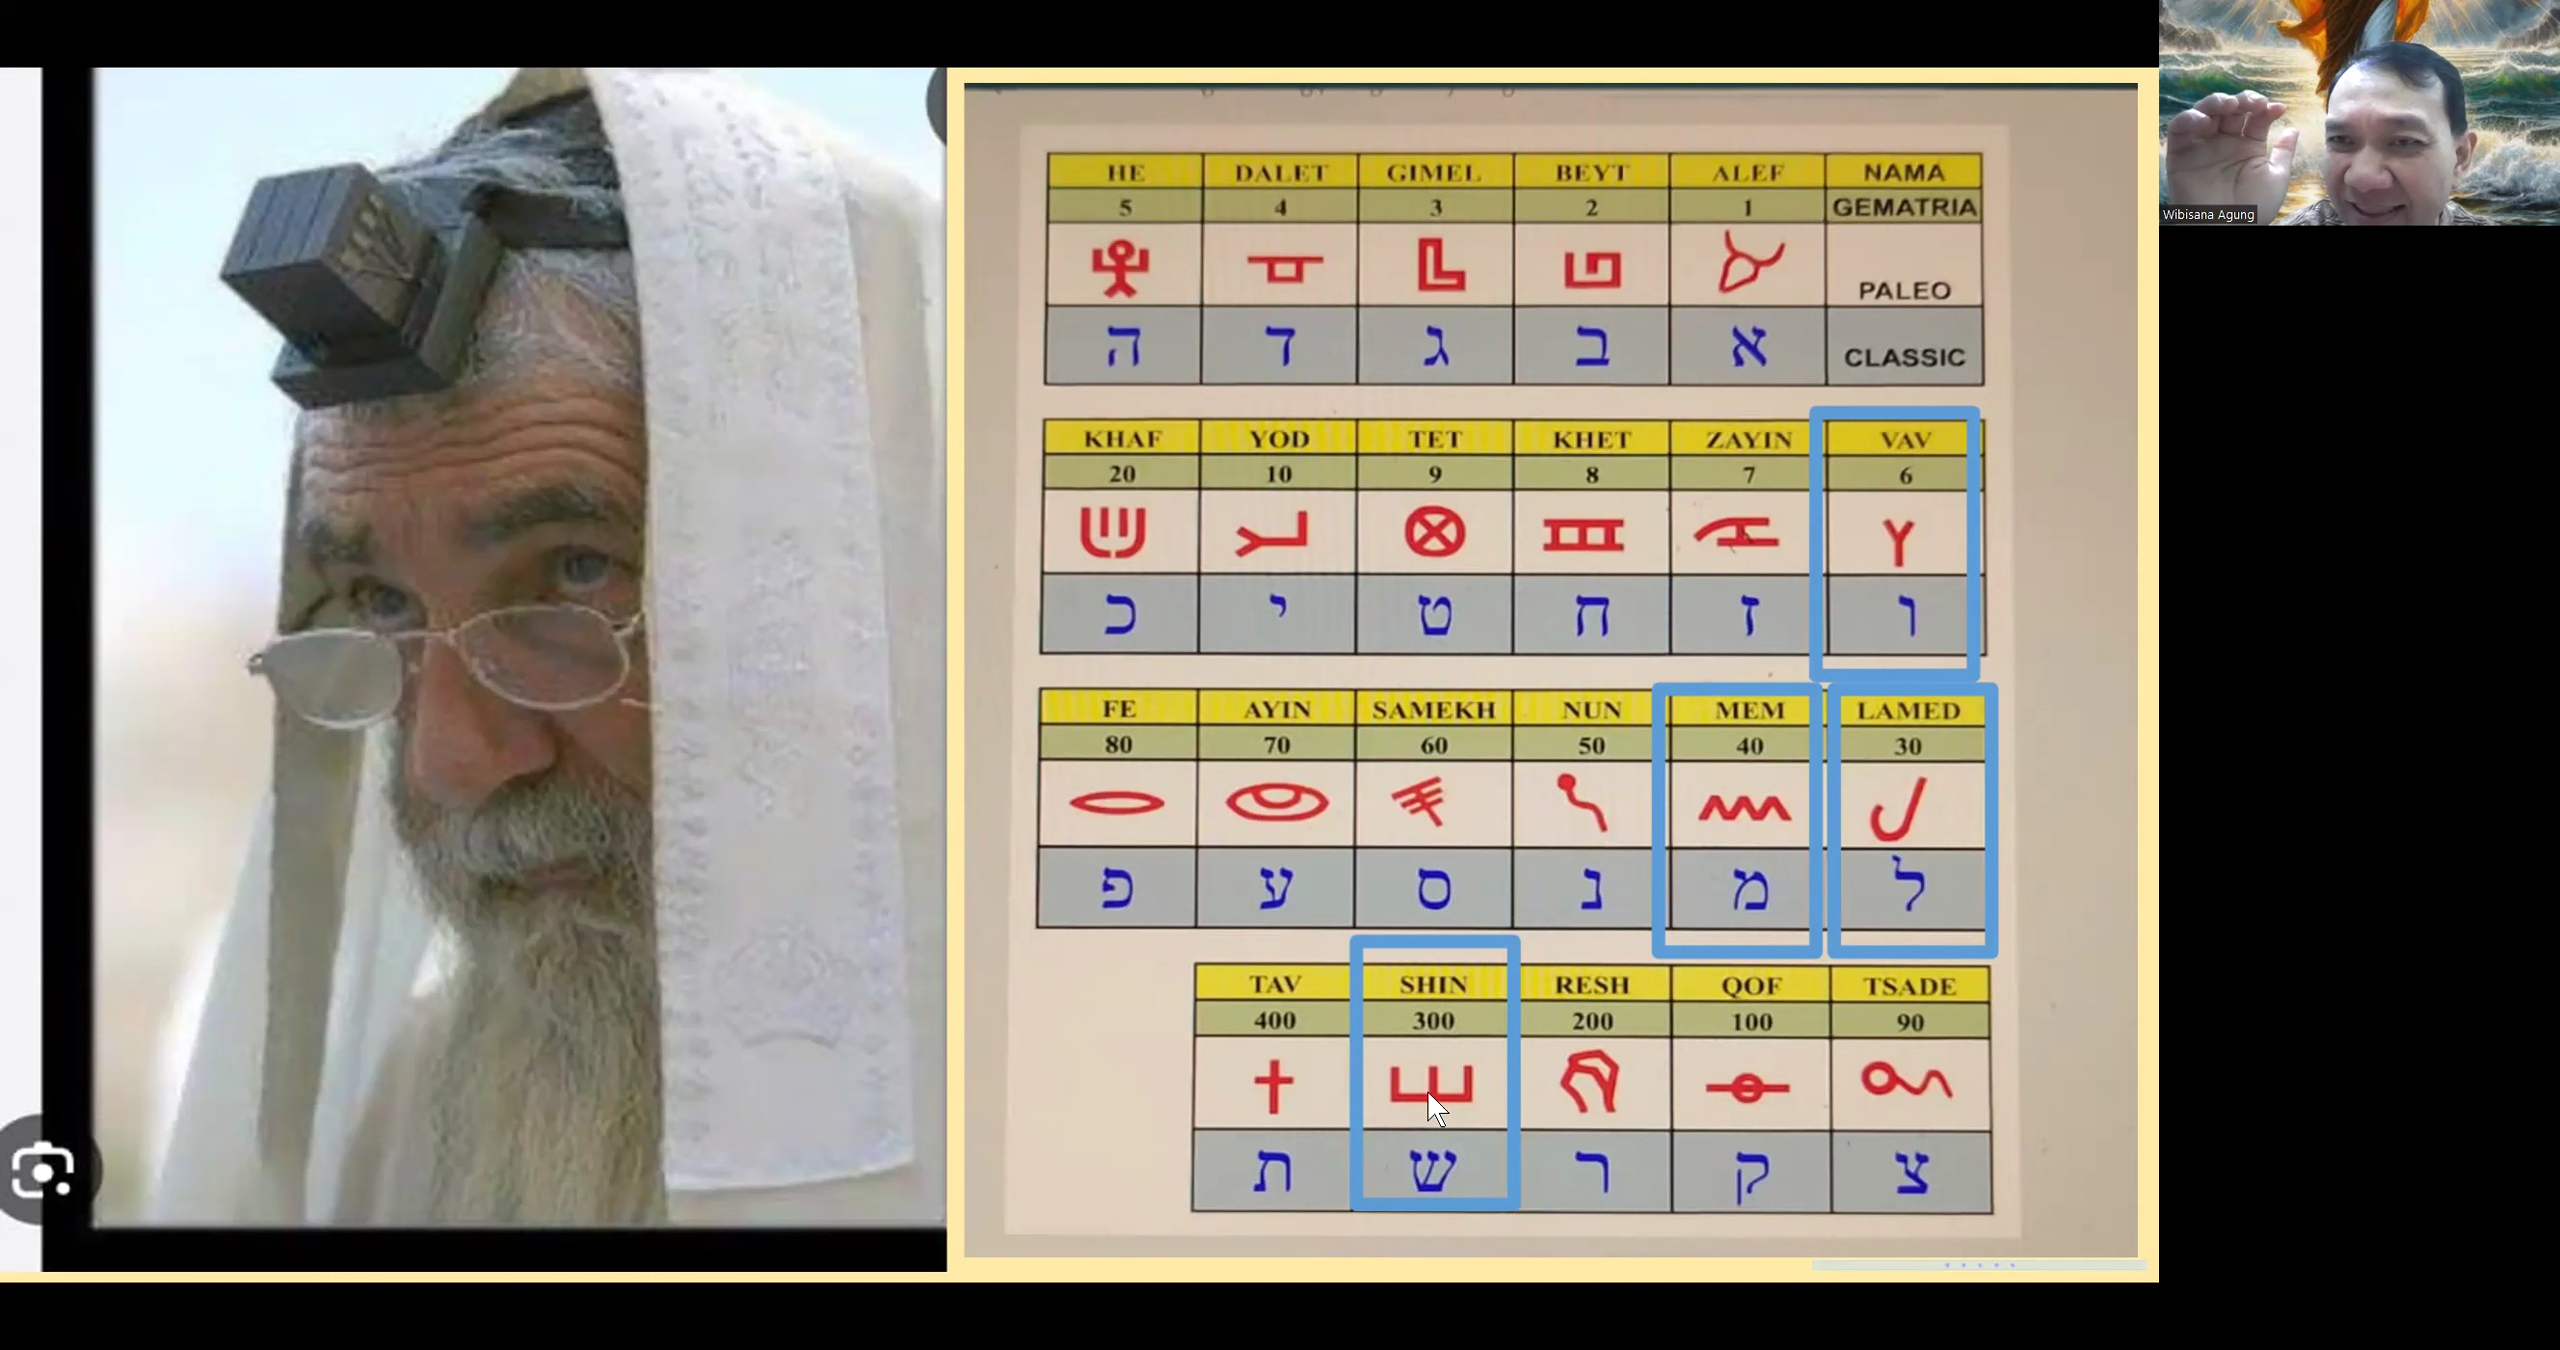 HE DALET GIMEL BEYT ALEF NAMA
5 4 3 2 1 GEMATRIA
PALEO
ה ד ג ב א CLASSIC
KHAF YOD TET KHET ZAYIN VAV
20 10 9 8 7 6
כ י ט ח ז ו
FE AYIN SAMEKH NUN MEM LAMED
80 70 60 50 40 30
פ ע ס נ מ ל
TAV SHIN RESH QOF TSADE
400 300 200 100 90
ת ש ר ק צ
Wibisana Agung